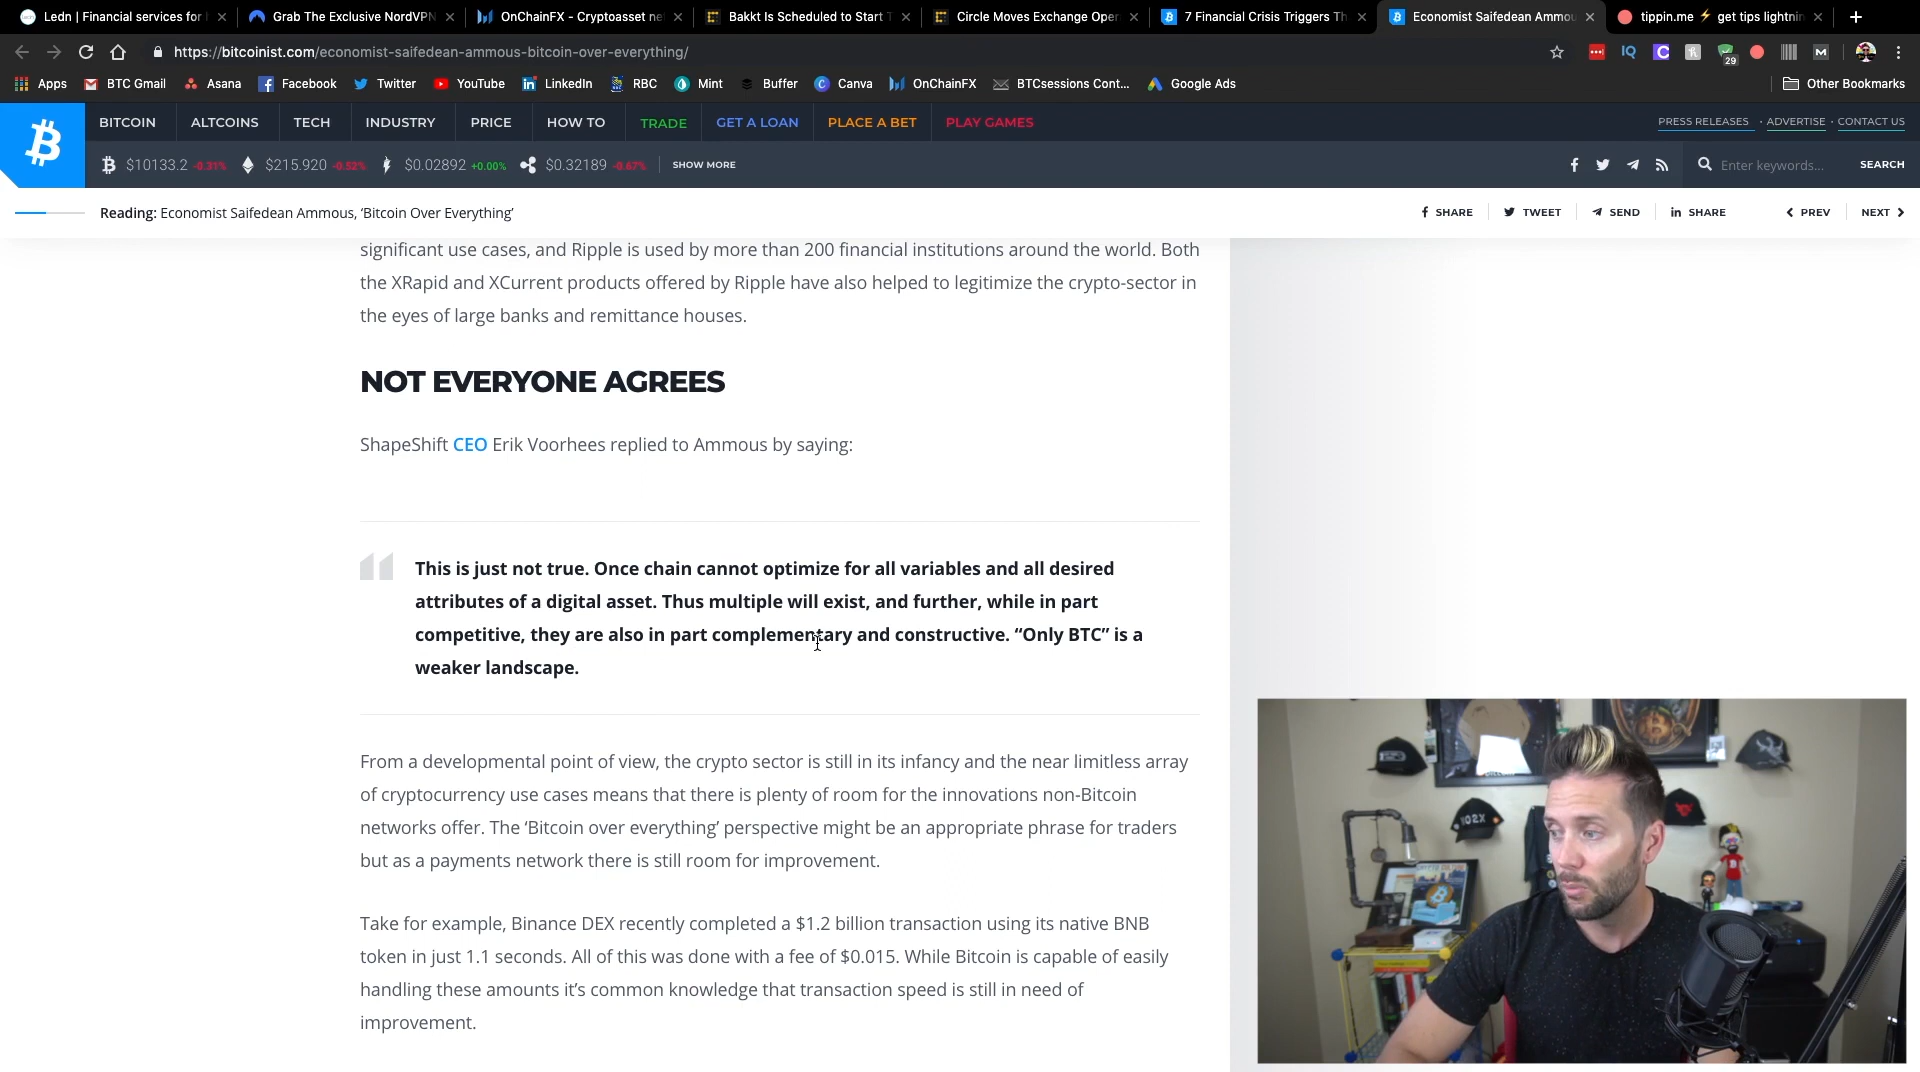 Ledn | Financial services for
Grab The Exclusive NordVPN
OnChainFX - Cryptoasset ne
Bakkt Is Scheduled to Start T
Circle Moves Exchange Oper
7 Financial Crisis Triggers Th
Economist Saifedean Ammou
tippin.me ⚡ get tips lightnin
https://bitcoinist.com/economist-saifedean-ammous-bitcoin-over-everything/
29
Apps
BTC Gmail
Asana
Facebook
Twitter
YouTube
LinkedIn
RBC
Mint
Buffer
Canva
OnChainFX
BTCsessions Cont...
Google Ads
Other Bookmarks
BITCOIN
ALTCOINS
TECH
INDUSTRY
PRICE
HOW TO
TRADE
GET A LOAN
PLACE A BET
PLAY GAMES
PRESS RELEASES · ADVERTISE · CONTACT US
$10133.2 -0.31%
$215.920 -0.52%
$0.02892 +0.00%
$0.32189 -0.67%
SHOW MORE
Enter keywords...
SEARCH
Reading: Economist Saifedean Ammous, ‘Bitcoin Over Everything’
SHARE
TWEET
SEND
SHARE
PREV
NEXT
significant use cases, and Ripple is used by more than 200 financial institutions around the world. Both
the XRapid and XCurrent products offered by Ripple have also helped to legitimize the crypto-sector in
the eyes of large banks and remittance houses.
NOT EVERYONE AGREES
ShapeShift CEO Erik Voorhees replied to Ammous by saying:
This is just not true. Once chain cannot optimize for all variables and all desired
attributes of a digital asset. Thus multiple will exist, and further, while in part
competitive, they are also in part complementary and constructive. “Only BTC” is a
weaker landscape.
From a developmental point of view, the crypto sector is still in its infancy and the near limitless array
of cryptocurrency use cases means that there is plenty of room for the innovations non-Bitcoin
networks offer. The ‘Bitcoin over everything’ perspective might be an appropriate phrase for traders
but as a payments network there is still room for improvement.
Take for example, Binance DEX recently completed a $1.2 billion transaction using its native BNB
token in just 1.1 seconds. All of this was done with a fee of $0.015. While Bitcoin is capable of easily
handling these amounts it’s common knowledge that transaction speed is still in need of
improvement.